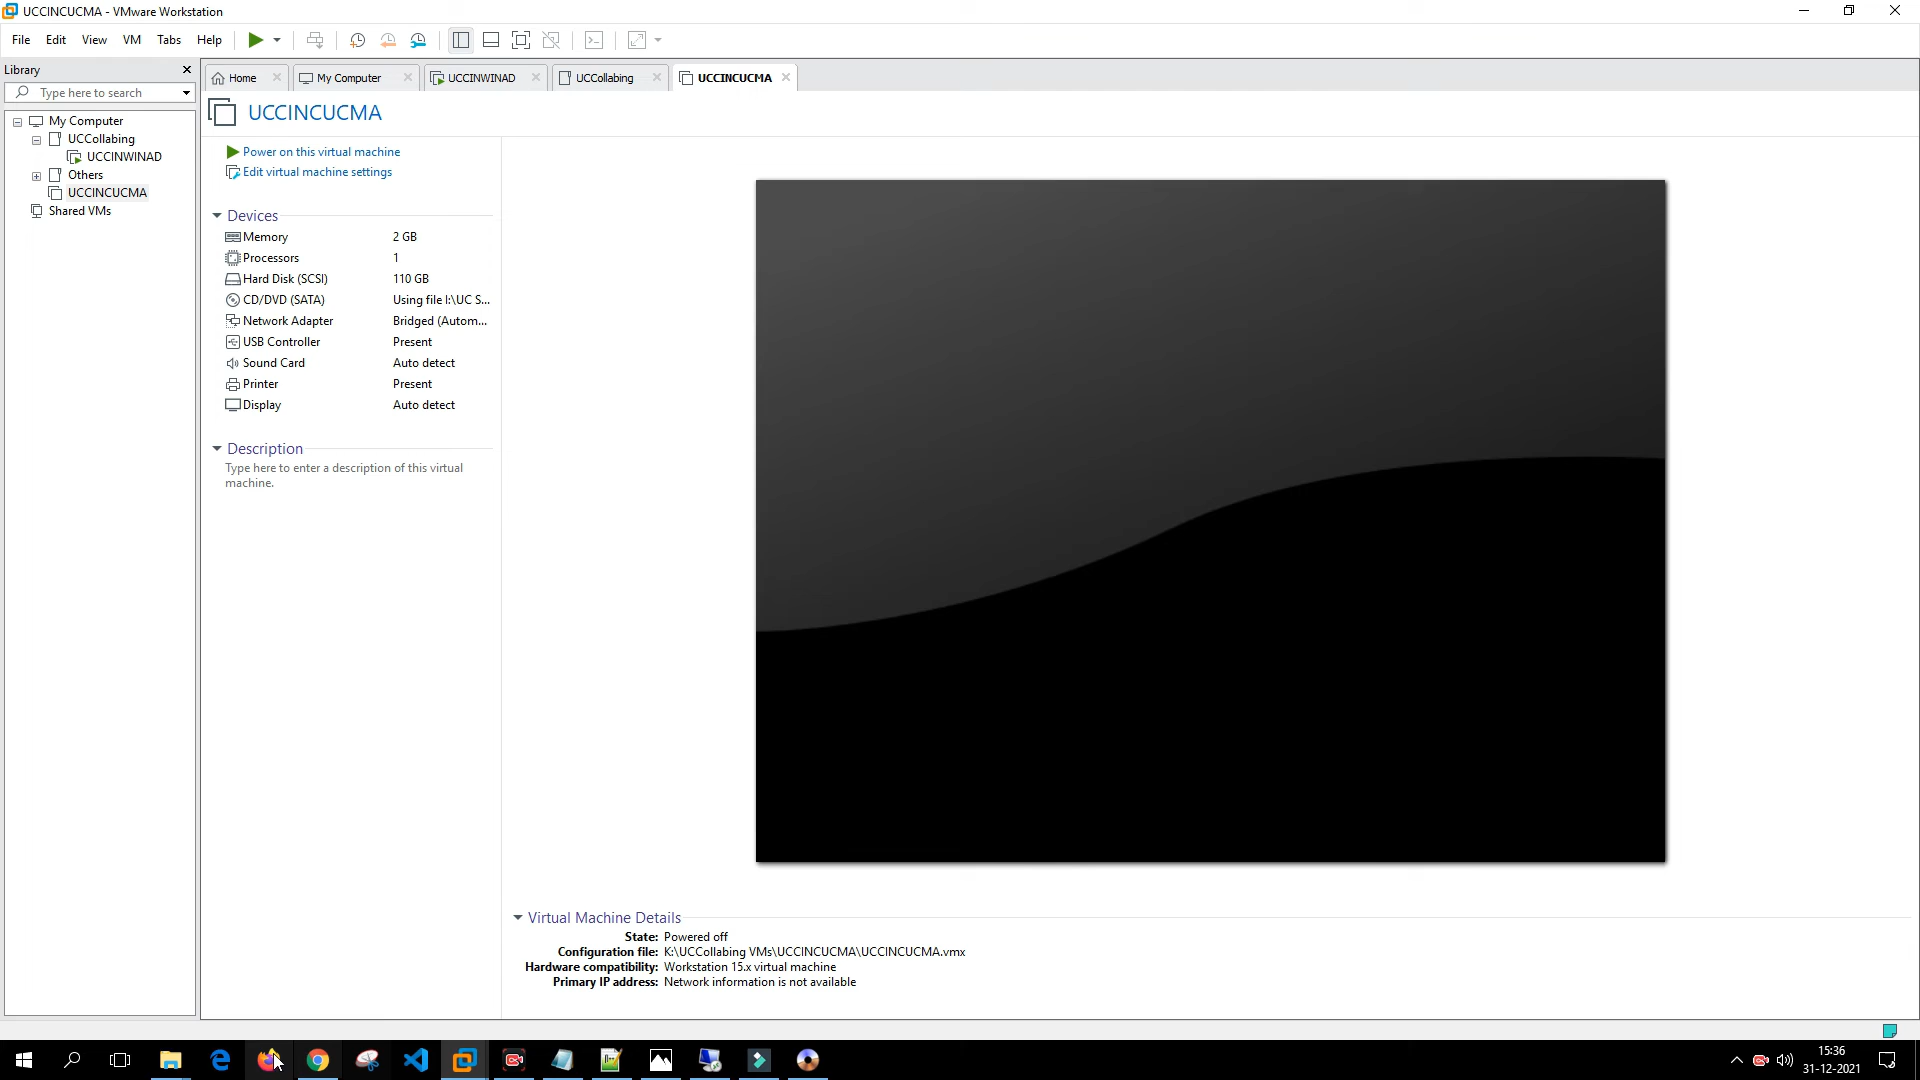 UCCINCUCMA - VMware Workstation
File Edit View VM Tabs Help
Library
Home
My Computer
UCCINWINAD
UCCollabing
UCCINCUCMA
Type here to search
UCCINCUCMA
My Computer
UCCollabing
UCCINWINAD
Others
UCCINCUCMA
Shared VMs
Power on this virtual machine
Edit virtual machine settings
Devices
Memory 2 GB
Processors 1
Hard Disk (SCSI) 110 GB
CD/DVD (SATA) Using file I:\UC S...
Network Adapter Bridged (Autom...
USB Controller Present
Sound Card Auto detect
Printer Present
Display Auto detect
Description
Type here to enter a description of this virtual
machine.
Virtual Machine Details
State: Powered off
Configuration file: K:\UCCollabing VMs\UCCINCUCMA\UCCINCUCMA.vmx
Hardware compatibility: Workstation 15.x virtual machine
Primary IP address: Network information is not available
15:36
31-12-2021